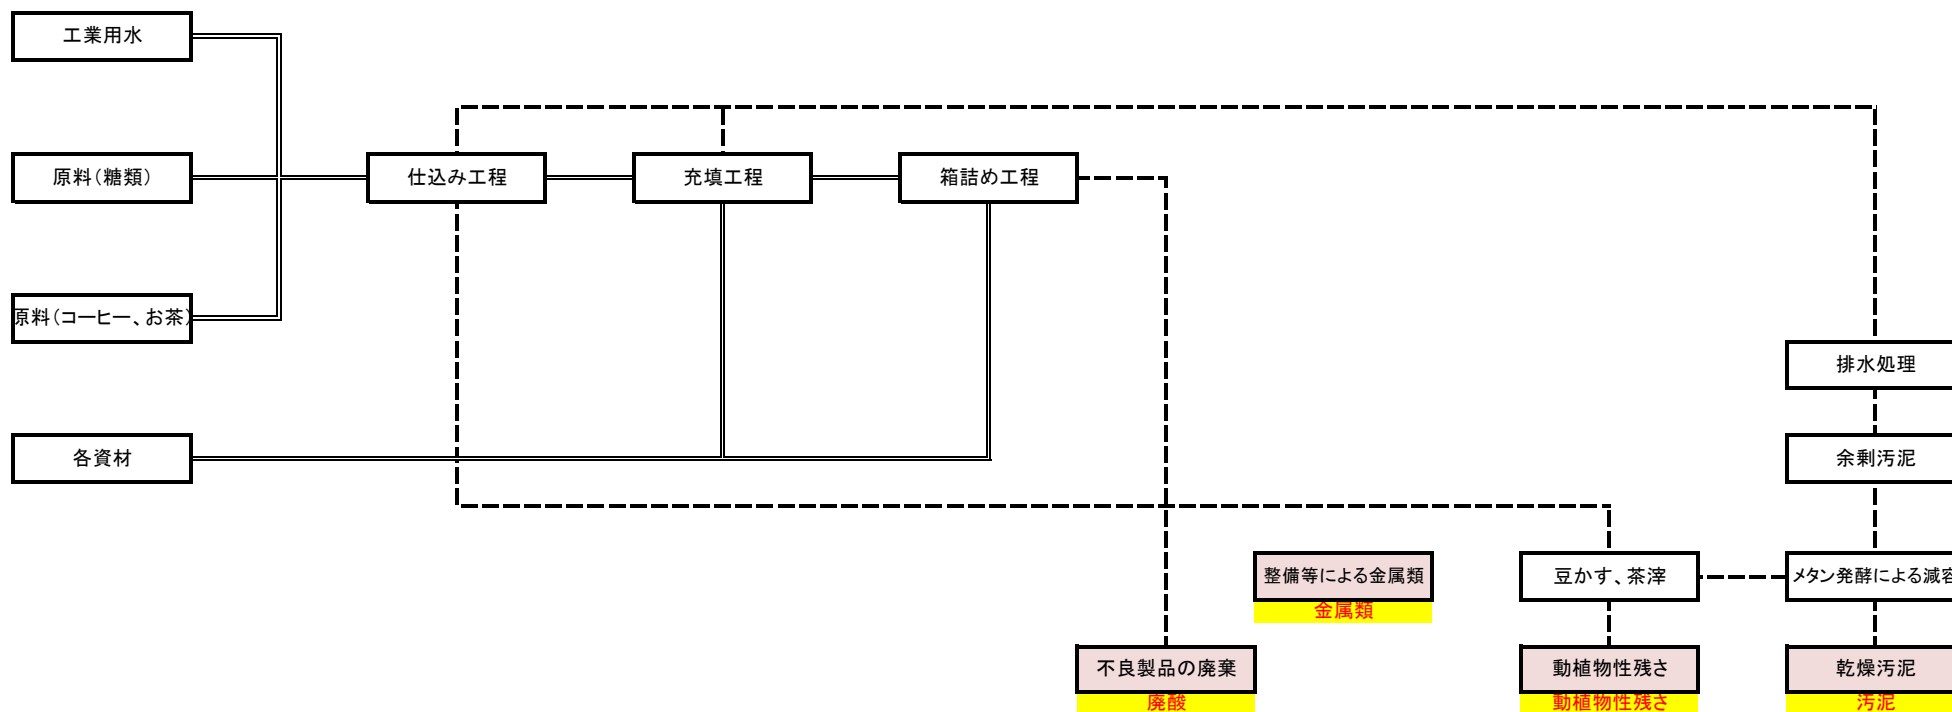 工業用水
原料(糖類)
仕込み工程
充填工程
箱詰め工程
原料(コーヒー、お茶)
排水処理
各資材
余剰汚泥
整備等による金属類
金属類
豆かす、茶滓
メタン発酵による減容
不良製品の廃棄
廃酸
動植物性残さ
動植物性残さ
乾燥汚泥
汚泥